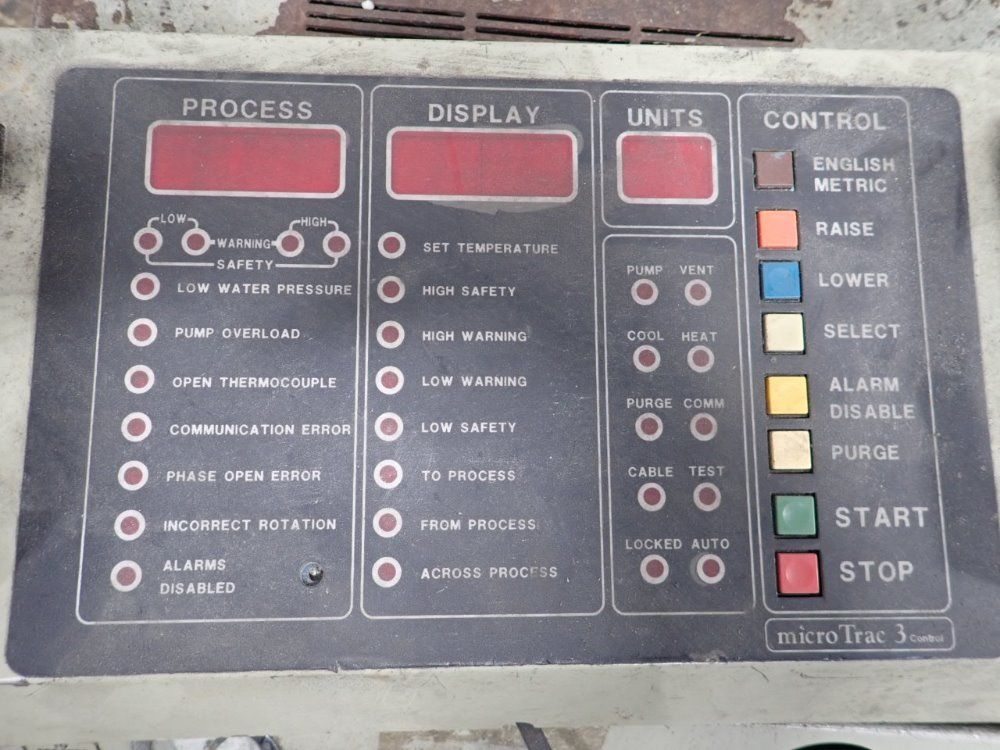 PROCESS
LOW
HIGH
WARNING
SAFETY
LOW WATER PRESSURE
PUMP OVERLOAD
OPEN THERMOCOUPLE
COMMUNICATION ERROR
PHASE OPEN ERROR
INCORRECT ROTATION
ALARMS
DISABLED
DISPLAY
SET TEMPERATURE
HIGH SAFETY
HIGH WARNING
LOW WARNING
LOW SAFETY
TO PROCESS
FROM PROCESS
ACROSS PROCESS
UNITS
PUMP VENT
COOL HEAT
PURGE COMM
CABLE TEST
LOCKED AUTO
CONTROL
ENGLISH
METRIC
RAISE
LOWER
SELECT
ALARM
DISABLE
PURGE
START
STOP
microTrac 3 Control